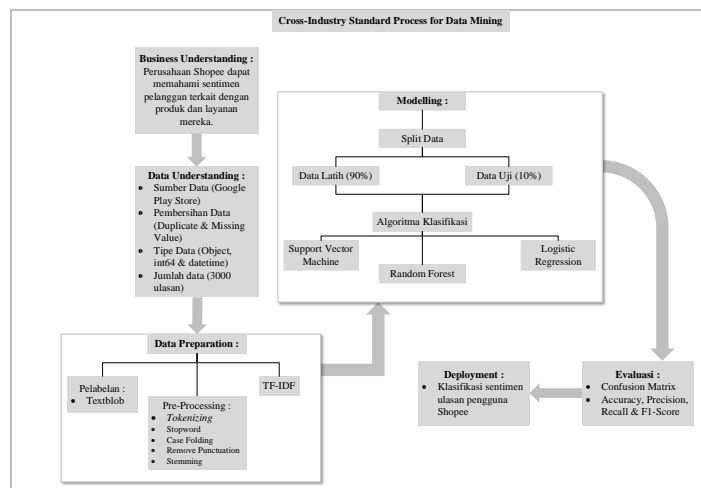 Cross-Industry Standard Process for Data Mining
Business Understanding :
Perusahaan Shopee dapat
memahami sentimen
pelanggan terkait dengan
produk dan layanan
mereka.
Data Understanding :
• Sumber Data (Google
Play Store)
• Pembersihan Data
(Duplicate & Missing
Value)
• Tipe Data (Object,
int64 & datetime)
• Jumlah data (3000
ulasan)
Data Preparation :
Pelabelan :
• Textblob
Pre-Processing :
• Tokenizing
• Stopword
• Case Folding
• Remove Punctuation
• Stemming
TF-IDF
Modelling :
Split Data
Data Latih (90%)
Data Uji (10%)
Algoritma Klasifikasi
Support Vector
Machine
Random Forest
Logistic
Regression
Evaluasi :
• Confusion Matrix
• Accuracy, Precision,
Recall & F1-Score
Deployment :
• Klasifikasi sentimen
ulasan pengguna
Shopee